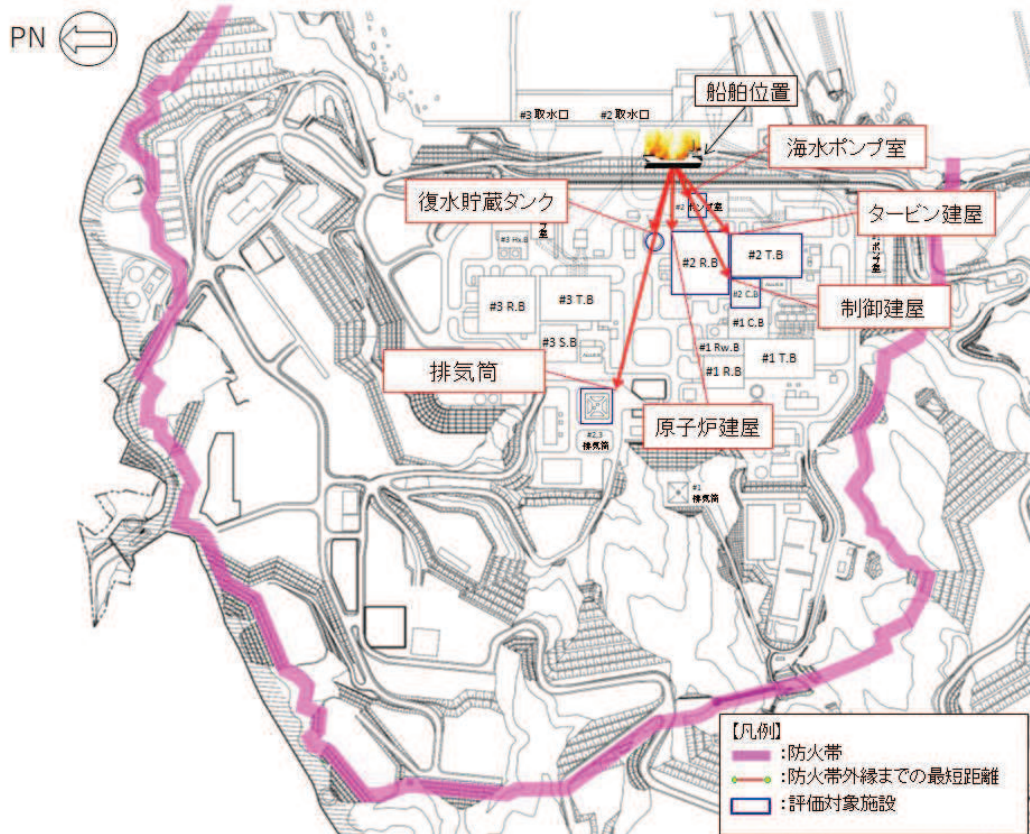 PN
船舶位置
#3 取水口
#2 取水口
海水ポンプ室
復水貯蔵タンク
タービン建屋
#3 Hx.B
#2 R.B
#2 T.B
#2 C.B
制御建屋
#3 R.B
#3 T.B
#1 C.B
#3 S.B
#1 Rw.B
#1 R.B
#1 T.B
排気筒
原子炉建屋
#2,3
排気筒
#1
排気筒
【凡例】
:防火帯
:防火帯外縁までの最短距離
:評価対象施設